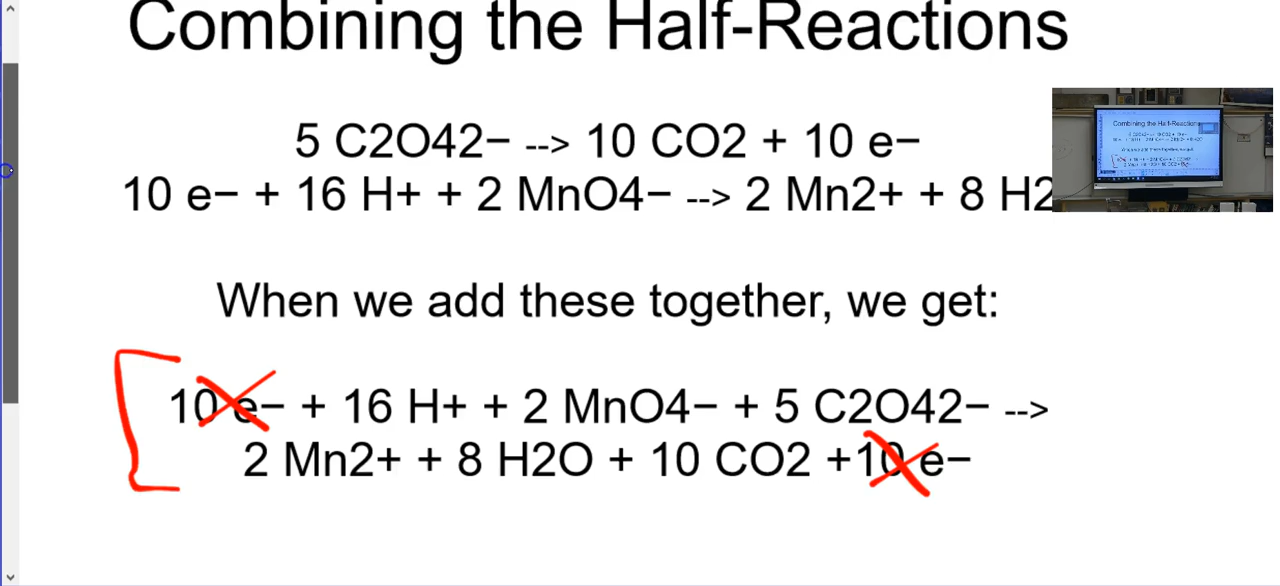 Combining the Half-Reactions
5 C2O42− --> 10 CO2 + 10 e−
10 e− + 16 H+ + 2 MnO4− --> 2 Mn2+ + 8 H2
When we add these together, we get:
10 e− + 16 H+ + 2 MnO4− + 5 C2O42− -->
2 Mn2+ + 8 H2O + 10 CO2 +10 e−